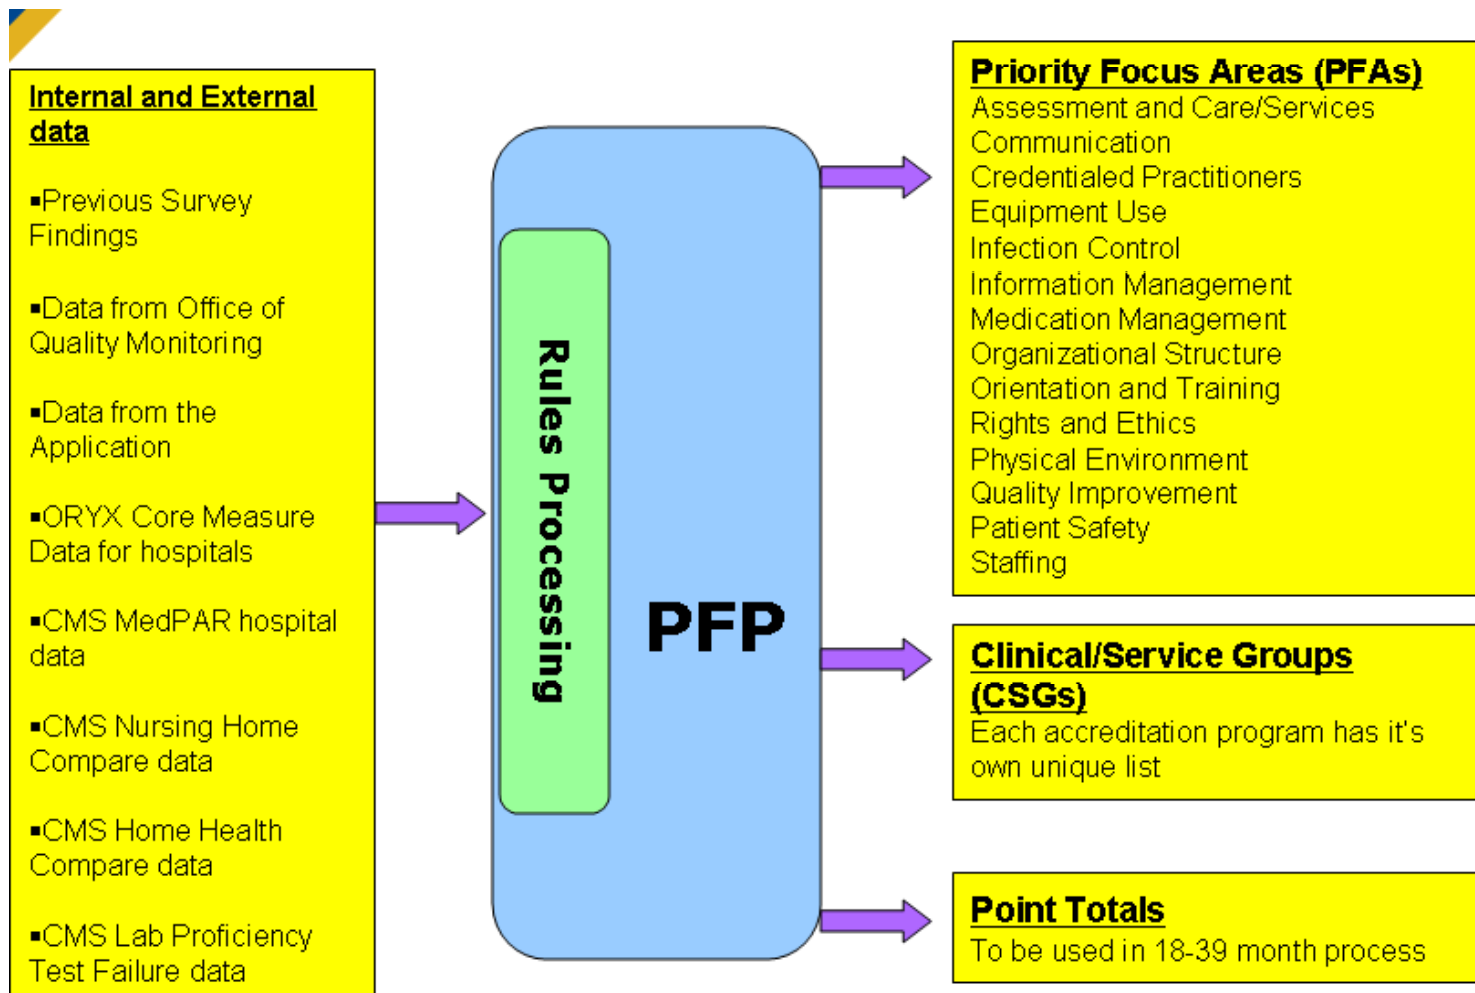 Internal and External
data
▪Previous Survey
Findings
▪Data from Office of
Quality Monitoring
▪Data from the
Application
▪ORYX Core Measure
Data for hospitals
▪CMS MedPAR hospital
data
▪CMS Nursing Home
Compare data
▪CMS Home Health
Compare data
▪CMS Lab Proficiency
Test Failure data
Rules Processing
PFP
Priority Focus Areas (PFAs)
Assessment and Care/Services
Communication
Credentialed Practitioners
Equipment Use
Infection Control
Information Management
Medication Management
Organizational Structure
Orientation and Training
Rights and Ethics
Physical Environment
Quality Improvement
Patient Safety
Staffing
Clinical/Service Groups
(CSGs)
Each accreditation program has it's
own unique list
Point Totals
To be used in 18-39 month process